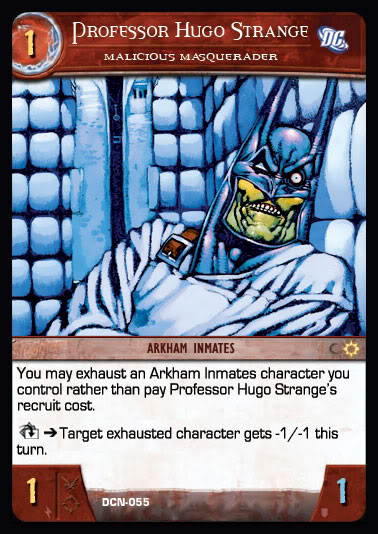 1
PROFESSOR HUGO STRANGE
DC
MALICIOUS MASQUERADER
ARKHAM INMATES
You may exhaust an Arkham Inmates character you
control rather than pay Professor Hugo Strange's
recruit cost.
➔ Target exhausted character gets -1/-1 this
turn.
1
DCN-055
1